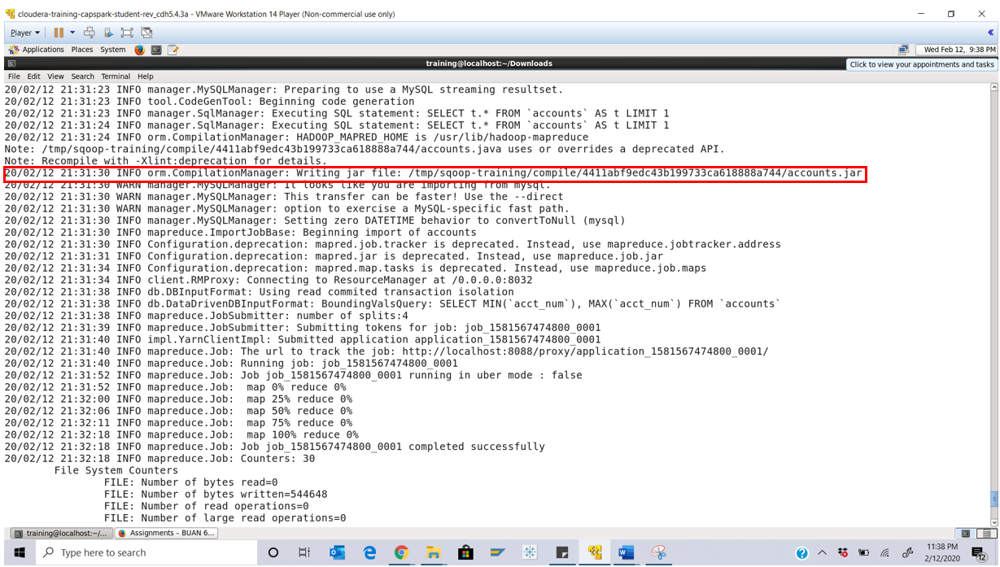 cloudera-training-capspark-student-rev_cdh5.4.3a - VMware Workstation 14 Player (Non-commercial use only)
Player
Applications Places System Wed Feb 12, 9:38 PM
training@localhost:~/Downloads
Click to view your appointments and tasks
File Edit View Search Terminal Help
20/02/12 21:31:23 INFO manager.MySQLManager: Preparing to use a MySQL streaming resultset.
20/02/12 21:31:23 INFO tool.CodeGenTool: Beginning code generation
20/02/12 21:31:23 INFO manager.SqlManager: Executing SQL statement: SELECT t.* FROM `accounts` AS t LIMIT 1
20/02/12 21:31:24 INFO manager.SqlManager: Executing SQL statement: SELECT t.* FROM `accounts` AS t LIMIT 1
20/02/12 21:31:24 INFO orm.CompilationManager: HADOOP_MAPRED_HOME is /usr/lib/hadoop-mapreduce
Note: /tmp/sqoop-training/compile/4411abf9edc43b199733ca618888a744/accounts.java uses or overrides a deprecated API.
Note: Recompile with -Xlint:deprecation for details.
20/02/12 21:31:30 INFO orm.CompilationManager: Writing jar file: /tmp/sqoop-training/compile/4411abf9edc43b199733ca618888a744/accounts.jar
20/02/12 21:31:30 WARN manager.MySQLManager: It looks like you are importing from mysql.
20/02/12 21:31:30 WARN manager.MySQLManager: This transfer can be faster! Use the --direct
20/02/12 21:31:30 WARN manager.MySQLManager: option to exercise a MySQL-specific fast path.
20/02/12 21:31:30 INFO manager.MySQLManager: Setting zero DATETIME behavior to convertToNull (mysql)
20/02/12 21:31:30 INFO mapreduce.ImportJobBase: Beginning import of accounts
20/02/12 21:31:30 INFO Configuration.deprecation: mapred.job.tracker is deprecated. Instead, use mapreduce.jobtracker.address
20/02/12 21:31:31 INFO Configuration.deprecation: mapred.jar is deprecated. Instead, use mapreduce.job.jar
20/02/12 21:31:34 INFO Configuration.deprecation: mapred.map.tasks is deprecated. Instead, use mapreduce.job.maps
20/02/12 21:31:34 INFO client.RMProxy: Connecting to ResourceManager at /0.0.0.0:8032
20/02/12 21:31:38 INFO db.DBInputFormat: Using read commited transaction isolation
20/02/12 21:31:38 INFO db.DataDrivenDBInputFormat: BoundingValsQuery: SELECT MIN(`acct_num`), MAX(`acct_num`) FROM `accounts`
20/02/12 21:31:38 INFO mapreduce.JobSubmitter: number of splits:4
20/02/12 21:31:39 INFO mapreduce.JobSubmitter: Submitting tokens for job: job_1581567474800_0001
20/02/12 21:31:40 INFO impl.YarnClientImpl: Submitted application application_1581567474800_0001
20/02/12 21:31:40 INFO mapreduce.Job: The url to track the job: http://localhost:8088/proxy/application_1581567474800_0001/
20/02/12 21:31:40 INFO mapreduce.Job: Running job: job_1581567474800_0001
20/02/12 21:31:52 INFO mapreduce.Job: Job job_1581567474800_0001 running in uber mode : false
20/02/12 21:31:52 INFO mapreduce.Job:  map 0% reduce 0%
20/02/12 21:32:00 INFO mapreduce.Job:  map 25% reduce 0%
20/02/12 21:32:06 INFO mapreduce.Job:  map 50% reduce 0%
20/02/12 21:32:11 INFO mapreduce.Job:  map 75% reduce 0%
20/02/12 21:32:18 INFO mapreduce.Job:  map 100% reduce 0%
20/02/12 21:32:18 INFO mapreduce.Job: Job job_1581567474800_0001 completed successfully
20/02/12 21:32:18 INFO mapreduce.Job: Counters: 30
File System Counters
FILE: Number of bytes read=0
FILE: Number of bytes written=544648
FILE: Number of read operations=0
FILE: Number of large read operations=0
training@localhost:~/... Assignments – BUAN 6...
Type here to search
11:38 PM
2/12/2020
12